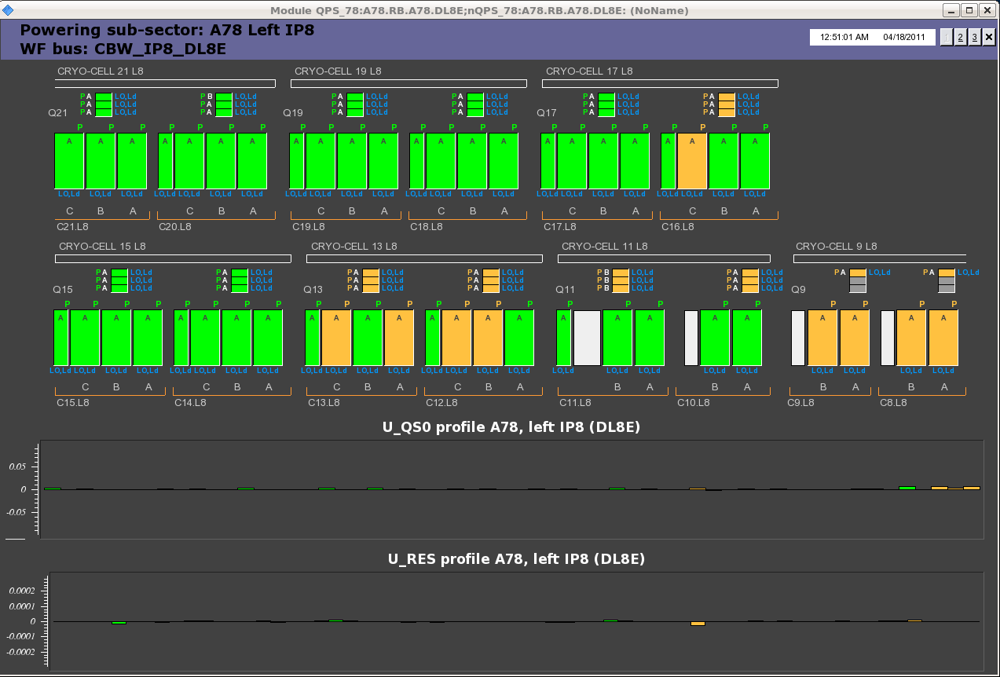 Module QPS_78:A78.RB.A78.DL8E;nQPS_78:A78.RB.A78.DL8E: (NoName)
Powering sub-sector: A78 Left IP8
WF bus: CBW_IP8_DL8E
12:51:01 AM 04/18/2011
1 2 3 ×
CRYO-CELL 21 L8 CRYO-CELL 19 L8 CRYO-CELL 17 L8
P A LO,Ld P B LO,Ld P A LO,Ld P A LO,Ld P A LO,Ld P A LO,Ld
P A LO,Ld P A LO,Ld P A LO,Ld P A LO,Ld P A LO,Ld P A LO,Ld
P A LO,Ld P A LO,Ld P A LO,Ld P A LO,Ld P A LO,Ld P A LO,Ld
Q21 Q19 Q17
P P P P P P P P P P P P P P P P P P P P P P P
A A A A A A A A A A A A A A A A A A A A A A A
LO,Ld LO,Ld LO,Ld LO,Ld LO,Ld LO,Ld LO,Ld LO,Ld LO,Ld LO,Ld LO,Ld LO,Ld LO,Ld LO,Ld LO,Ld LO,Ld LO,Ld LO,Ld LO,Ld LO,Ld LO,Ld LO,Ld LO,Ld
C B A C B A C B A C B A C B A C B A
C21.L8 C20.L8 C19.L8 C18.L8 C17.L8 C16.L8
CRYO-CELL 15 L8 CRYO-CELL 13 L8 CRYO-CELL 11 L8 CRYO-CELL 9 L8
P A LO,Ld P A LO,Ld P A LO,Ld P A LO,Ld P B LO,Ld P A LO,Ld P A LO,Ld P A LO,Ld
P A LO,Ld P A LO,Ld P A LO,Ld P A LO,Ld P B LO,Ld P A LO,Ld
P A LO,Ld P A LO,Ld P A LO,Ld P A LO,Ld P B LO,Ld P A LO,Ld
Q15 Q13 Q11 Q9
P P P P P P P P P P P P P P P P P P P P P P P P P
A A A A A A A A A A A A A A A A A A A A A A A A A
LO,Ld LO,Ld LO,Ld LO,Ld LO,Ld LO,Ld LO,Ld LO,Ld LO,Ld LO,Ld LO,Ld LO,Ld LO,Ld LO,Ld LO,Ld LO,Ld LO,Ld LO,Ld LO,Ld LO,Ld LO,Ld LO,Ld LO,Ld LO,Ld LO,Ld
C B A C B A C B A C B A B A B A B A B A
C15.L8 C14.L8 C13.L8 C12.L8 C11.L8 C10.L8 C9.L8 C8.L8
U_QS0 profile A78, left IP8 (DL8E)
0.05
0
-0.05
U_RES profile A78, left IP8 (DL8E)
0.0002
0.0001
0
-0.0001
-0.0002